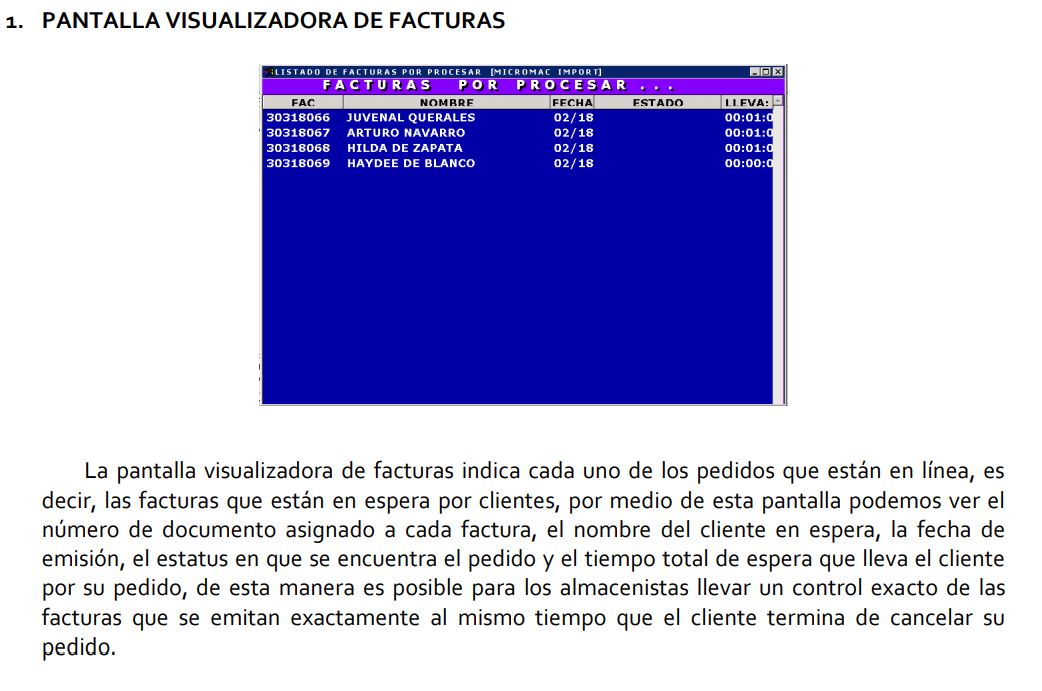 1. PANTALLA VISUALIZADORA DE FACTURAS
LISTADO DE FACTURAS POR PROCESAR [MICROMAC IMPORT]
FACTURAS POR PROCESAR ...
FAC NOMBRE FECHA ESTADO LLEVA:
30318066 JUVENAL QUERALES 02/18 00:01:0
30318067 ARTURO NAVARRO 02/18 00:01:0
30318068 HILDA DE ZAPATA 02/18 00:01:0
30318069 HAYDEE DE BLANCO 02/18 00:00:0
La pantalla visualizadora de facturas indica cada uno de los pedidos que están en línea, es
decir, las facturas que están en espera por clientes, por medio de esta pantalla podemos ver el
número de documento asignado a cada factura, el nombre del cliente en espera, la fecha de
emisión, el estatus en que se encuentra el pedido y el tiempo total de espera que lleva el cliente
por su pedido, de esta manera es posible para los almacenistas llevar un control exacto de las
facturas que se emitan exactamente al mismo tiempo que el cliente termina de cancelar su
pedido.